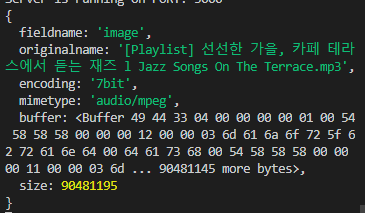 Server is running on PORT: 5000
{
fieldname: 'image',
originalname: '[Playlist] 선선한 가을, 카페 테라
스에서 듣는 재즈 l Jazz Songs On The Terrace.mp3',
encoding: '7bit',
mimetype: 'audio/mpeg',
buffer: <Buffer 49 44 33 04 00 00 00 00 01 00 54
58 58 58 00 00 00 12 00 00 03 6d 61 6a 6f 72 5f 6
2 72 61 6e 64 00 64 61 73 68 00 54 58 58 58 00 00
00 11 00 00 03 6d ... 90481145 more bytes>,
size: 90481195
}